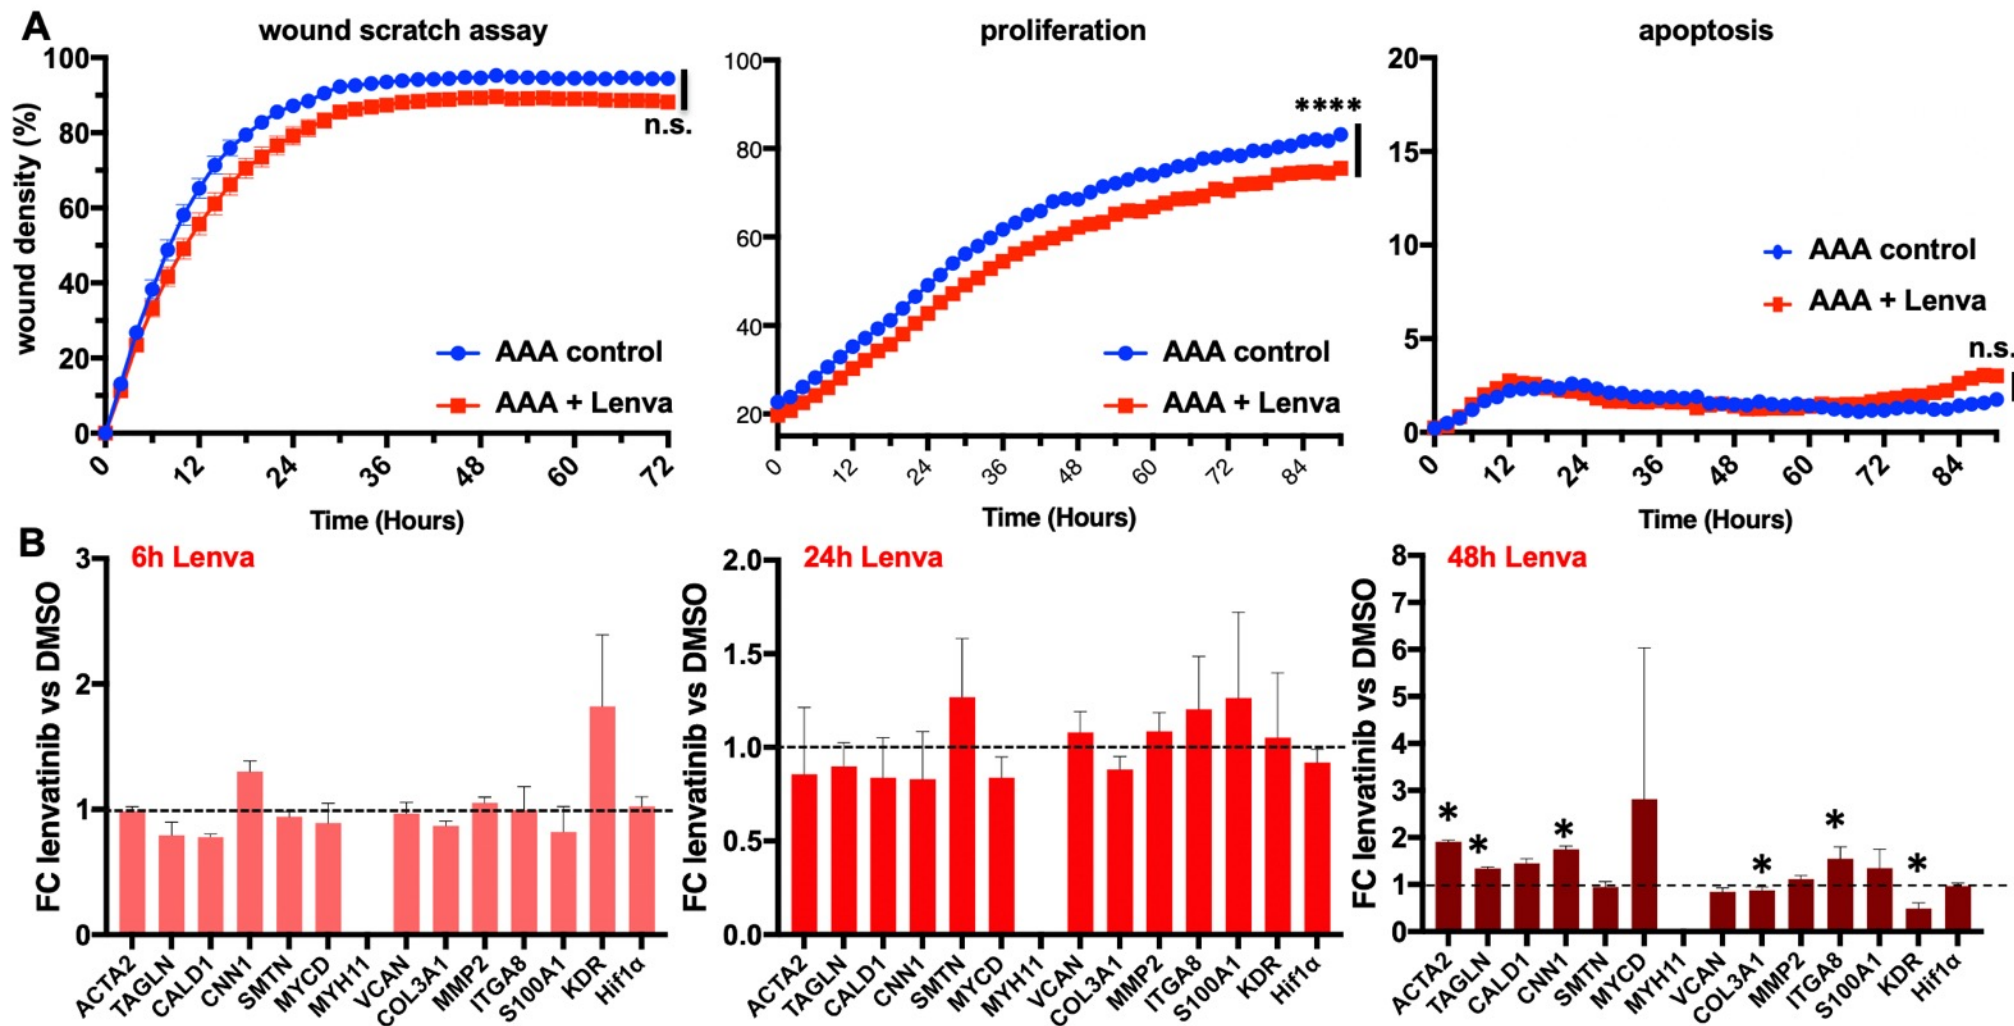 A
wound scratch assay
wound density (%)
100
80
60
40
20
0
n.s.
AAA control
AAA + Lenva
0 12 24 36 48 60 72
Time (Hours)
proliferation
100
80
60
40
20
****
AAA control
AAA + Lenva
0 12 24 36 48 60 72 84
Time (Hours)
apoptosis
20
15
10
5
0
AAA control
AAA + Lenva
n.s.
0 12 24 36 48 60 72 84
Time (Hours)
B
6h Lenva
FC lenvatinib vs DMSO
3
2
1
0
ACTA2 TAGLN CALD1 CNN1 SMTN MYCD MYH11 VCAN COL3A1 MMP2 ITGA8 S100A1 KDR Hif1α
24h Lenva
FC lenvatinib vs DMSO
2.0
1.5
1.0
0.5
0.0
ACTA2 TAGLN CALD1 CNN1 SMTN MYCD MYH11 VCAN COL3A1 MMP2 ITGA8 S100A1 KDR Hif1α
48h Lenva
FC lenvatinib vs DMSO
8
7
6
5
4
3
2
1
0
* * * * * *
ACTA2 TAGLN CALD1 CNN1 SMTN MYCD MYH11 VCAN COL3A1 MMP2 ITGA8 S100A1 KDR Hif1α